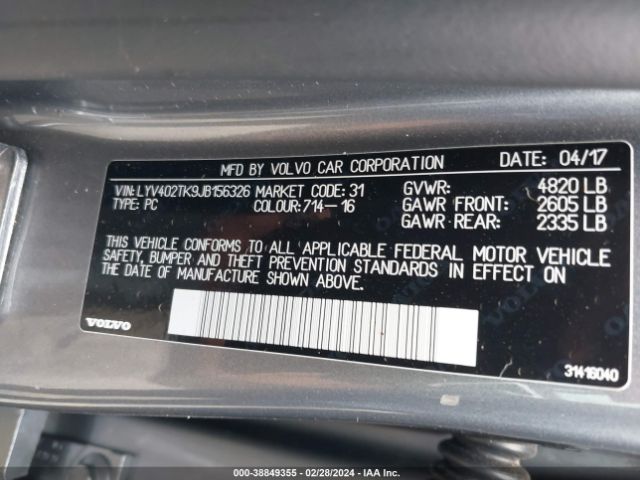 MFD BY VOLVO CAR CORPORATION DATE: 04/17
VIN: LYV402TK9JB156326 MARKET CODE: 31 GVWR: 4820 LB
TYPE: PC COLOUR: 714-16 GAWR FRONT: 2605 LB
GAWR REAR: 2335 LB
THIS VEHICLE CONFORMS TO ALL APPLICABLE FEDERAL MOTOR VEHICLE
SAFETY, BUMPER AND THEFT PREVENTION STANDARDS IN EFFECT ON
THE DATE OF MANUFACTURE SHOWN ABOVE.
VOLVO
31416040
000-38849355 - 02/28/2024 - IAA Inc.